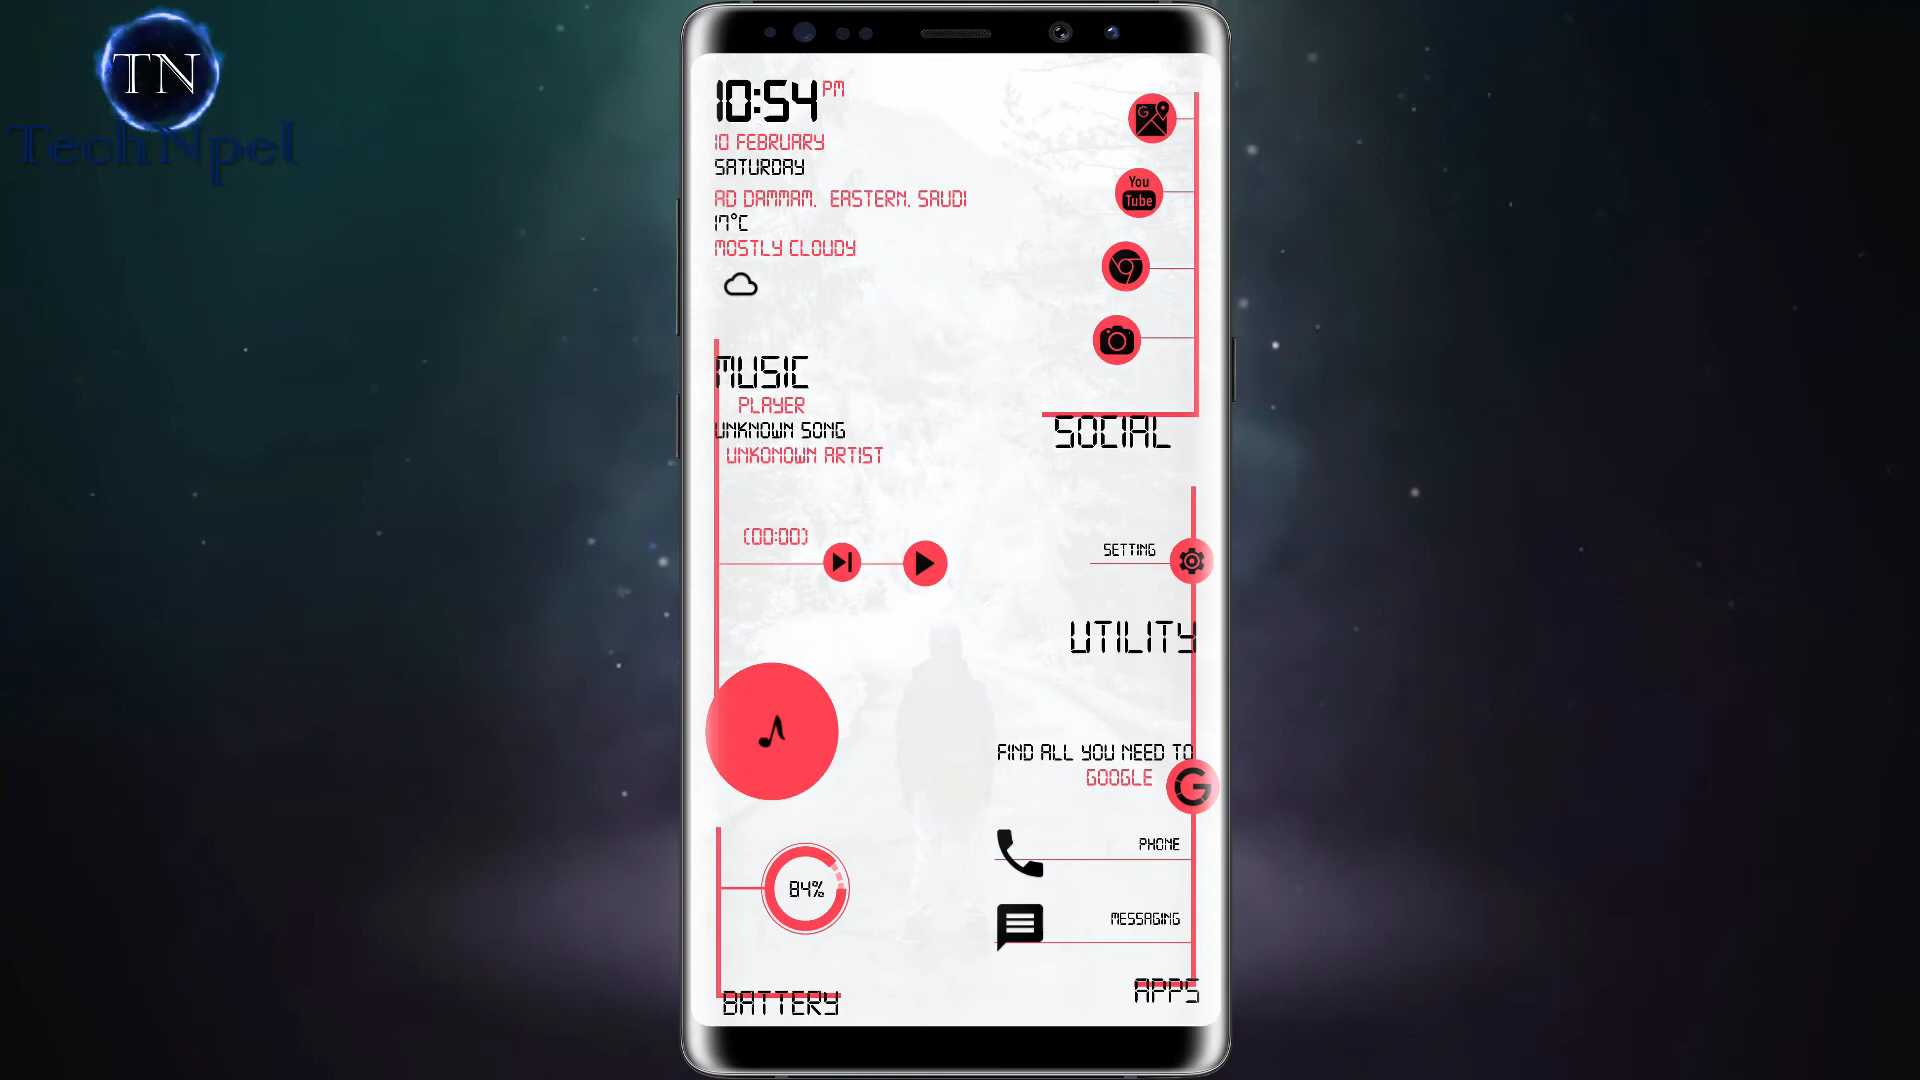 TN
TechNpel
10:54 PM
10 FEBRUARY
SATURDAY
AD DAMMAM, EASTERN, SAUDI
17°C
MOSTLY CLOUDY
You
Tube
MUSIC
PLAYER
UNKNOWN SONG
UNKONOWN ARTIST
SOCIAL
(00:00)
SETTING
UTILITY
FIND ALL YOU NEED TO
GOOGLE
G
PHONE
84%
MESSAGING
APPS
BATTERY